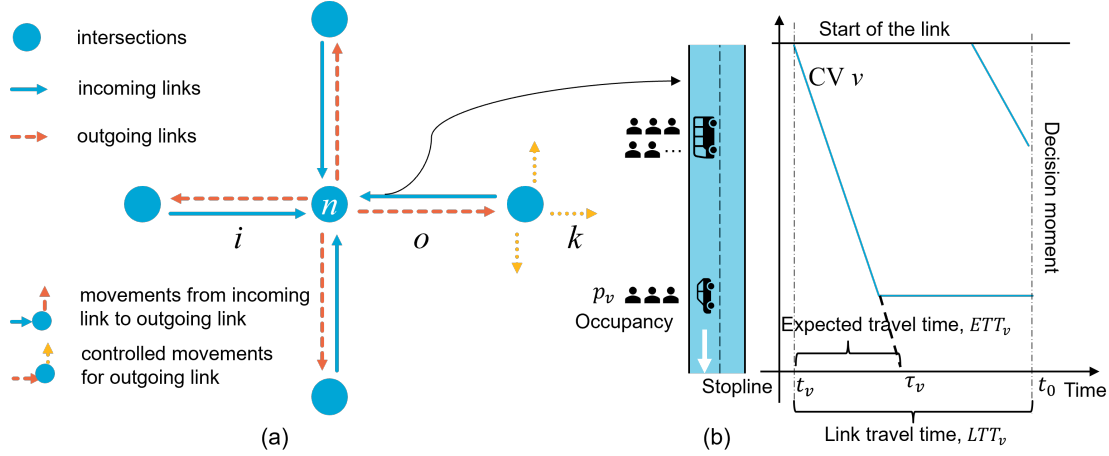 intersections
incoming links
outgoing links
n
i
o
k
movements from incoming
link to outgoing link
controlled movements
for outgoing link
(a)
...
p_v
Occupancy
Stopline
(b)
Start of the link
CV v
Decision moment
Expected travel time, ETT_v
t_v
τ_v
t_0
Time
Link travel time, LTT_v